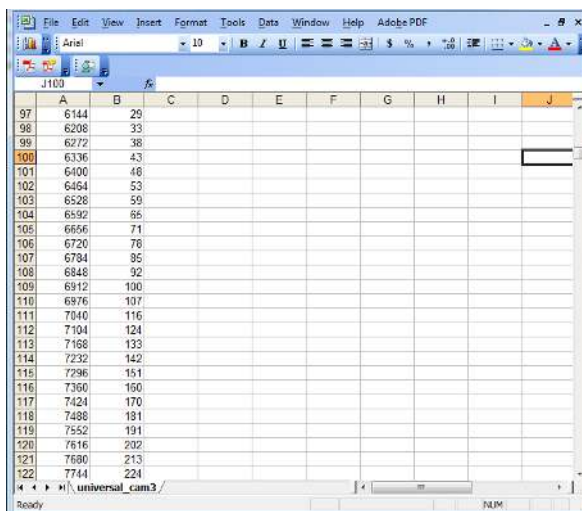 File Edit View Insert Format Tools Data Window Help Adobe PDF
Arial 10 B I U $ % ,
J100 fx
A B C D E F G H I J
97 6144 29
98 6208 33
99 6272 38
100 6336 43
101 6400 48
102 6464 53
103 6528 59
104 6592 65
105 6656 71
106 6720 78
107 6784 85
108 6848 92
109 6912 100
110 6976 107
111 7040 116
112 7104 124
113 7168 133
114 7232 142
115 7296 151
116 7360 160
117 7424 170
118 7488 181
119 7552 191
120 7616 202
121 7680 213
122 7744 224
universal_cam3
Ready NUM